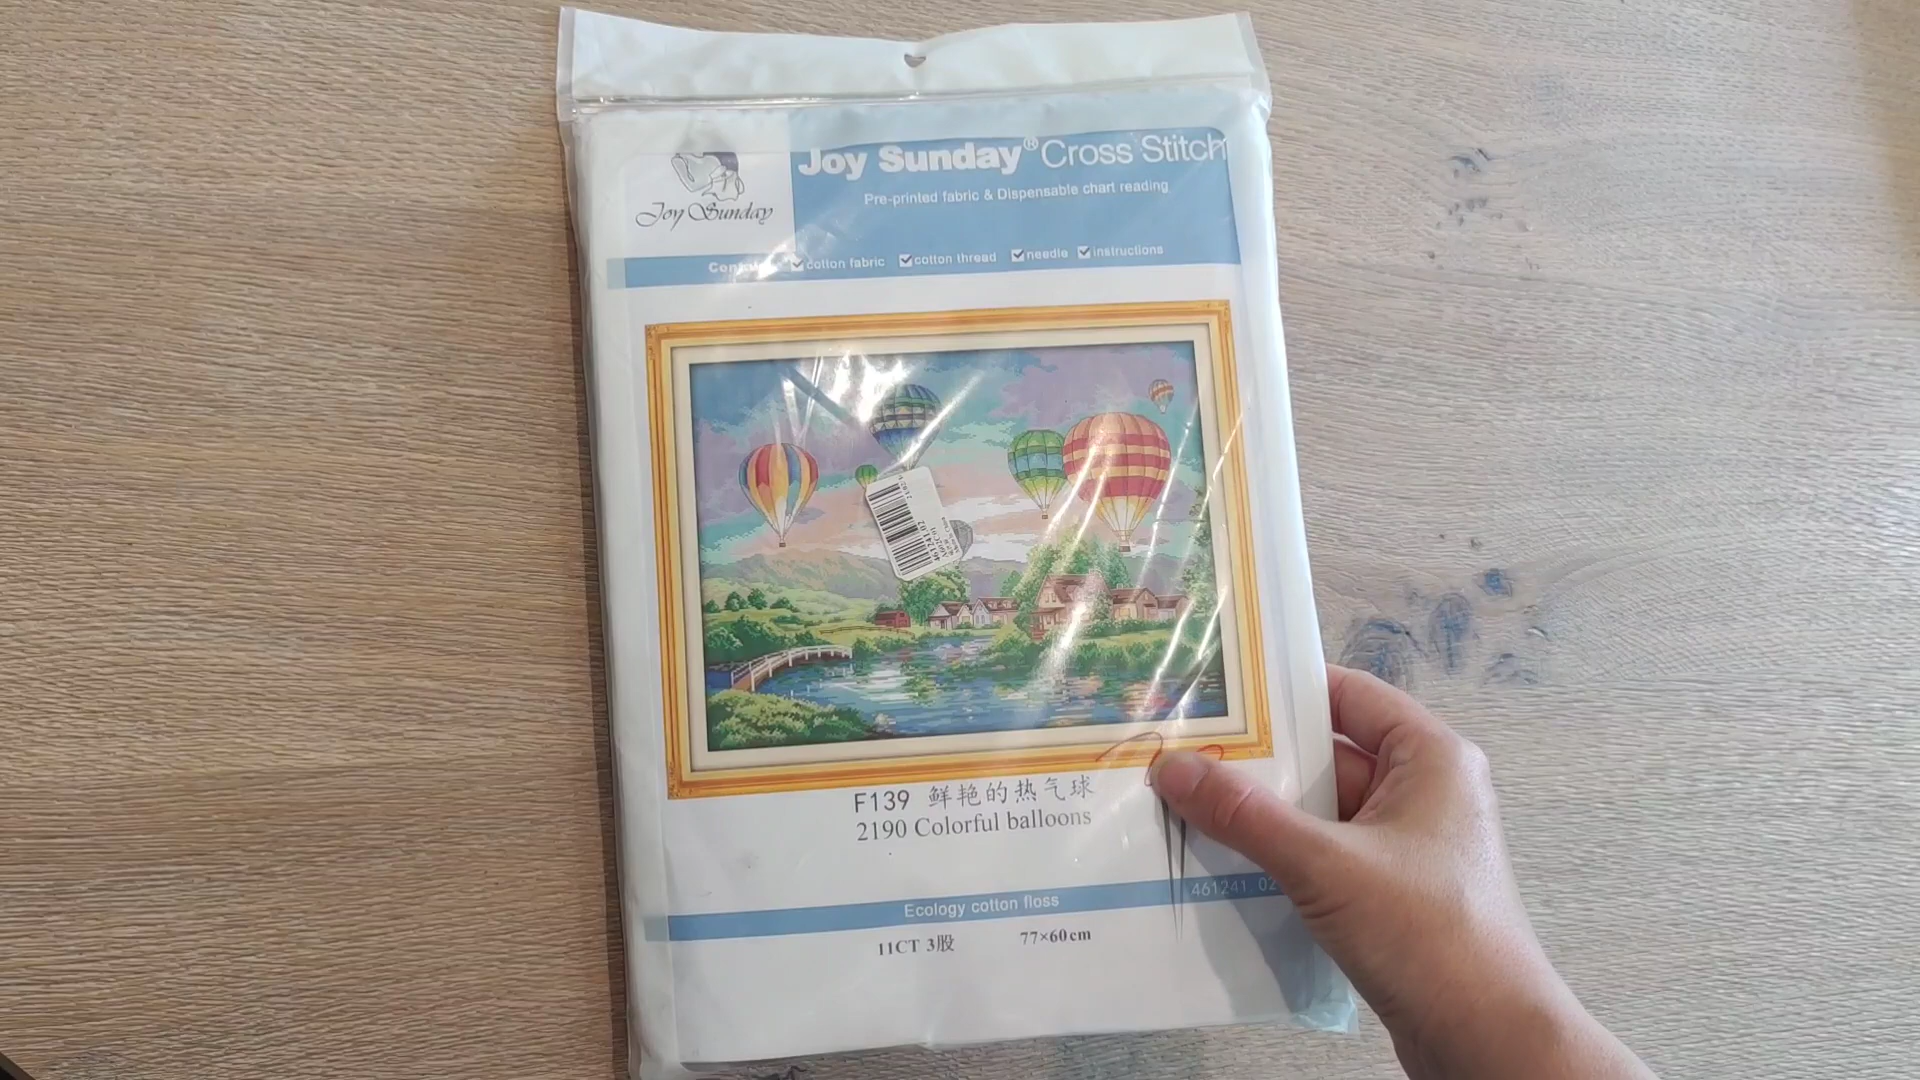 Joy Sunday® Cross Stitch
Pre-printed fabric & Dispensable chart reading
Joy Sunday
cotton fabric cotton thread needle instructions
461241.02
F139 鲜艳的热气球
2190 Colorful balloons
461241.02
Ecology cotton floss
11CT 3股 77×60cm